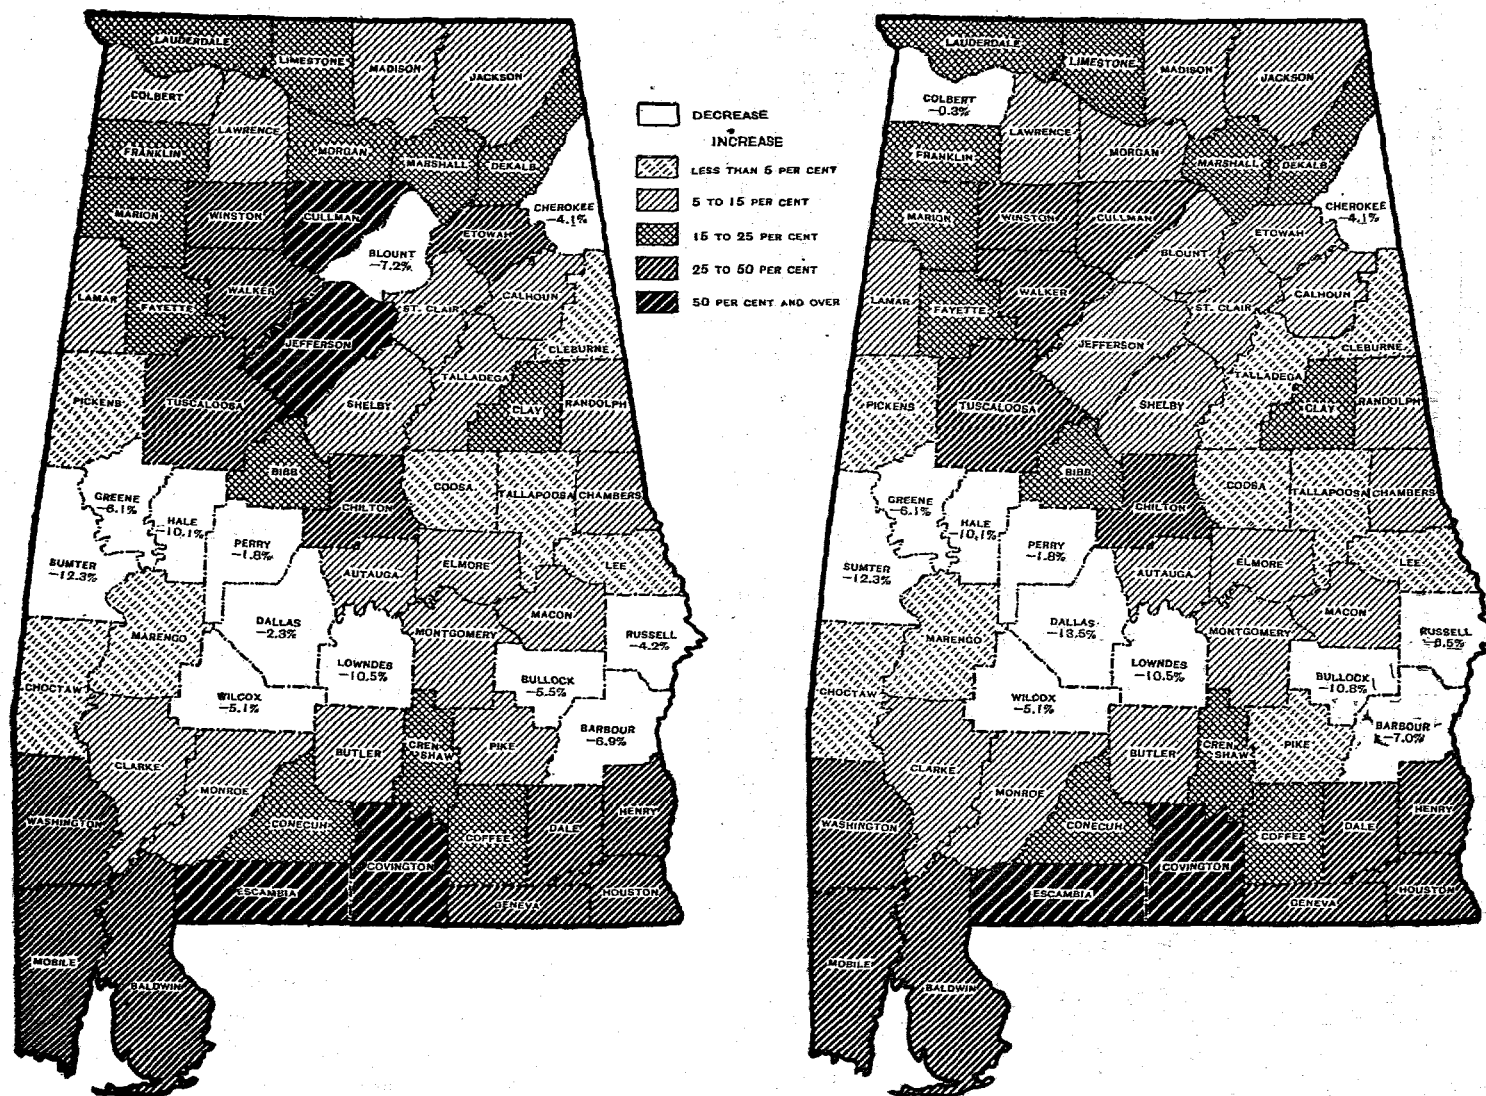 LAUDERDALE
LIMESTONE
MADISON
JACKSON
COLBERT
LAWRENCE
FRANKLIN
MORGAN
MARSHALL
DEKALB
MARION
WINSTON
CULLMAN
CHEROKEE
-4.1%
ETOWAH
BLOUNT
-7.2%
LAMAR
FAYETTE
WALKER
CALHOUN
ST. CLAIR
JEFFERSON
CLEBURNE
TALLADEGA
PICKENS
TUSCALOOSA
SHELBY
CLAY
RANDOLPH
BIBB
GREENE
-6.1%
HALE
-10.1%
COOSA
TALLAPOOSA
CHAMBERS
CHILTON
PERRY
-1.8%
SUMTER
-12.3%
AUTAUGA
ELMORE
LEE
MACON
DALLAS
-2.3%
MONTGOMERY
RUSSELL
-4.2%
MARENGO
LOWNDES
-10.5%
BULLOCK
-5.5%
CHOCTAW
WILCOX
-5.1%
BARBOUR
-6.9%
CLARKE
MONROE
BUTLER
CREN-
SHAW
PIKE
WASHINGTON
CONECUH
COFFEE
DALE
HENRY
COVINGTON
ESCAMBIA
GENEVA
HOUSTON
MOBILE
BALDWIN
DECREASE
INCREASE
LESS THAN 5 PER CENT
5 TO 15 PER CENT
15 TO 25 PER CENT
25 TO 50 PER CENT
50 PER CENT AND OVER
LAUDERDALE
LIMESTONE
MADISON
JACKSON
COLBERT
-0.3%
LAWRENCE
FRANKLIN
MORGAN
MARSHALL
DEKALB
MARION
WINSTON
CULLMAN
CHEROKEE
-4.1%
ETOWAH
BLOUNT
LAMAR
FAYETTE
WALKER
CALHOUN
ST. CLAIR
JEFFERSON
CLEBURNE
TALLADEGA
PICKENS
TUSCALOOSA
SHELBY
CLAY
RANDOLPH
BIBB
GREENE
-6.1%
HALE
-10.1%
COOSA
TALLAPOOSA
CHAMBERS
CHILTON
PERRY
-1.8%
SUMTER
-12.3%
AUTAUGA
ELMORE
LEE
MACON
DALLAS
-13.5%
MONTGOMERY
RUSSELL
MARENGO
LOWNDES
-10.5%
BULLOCK
-10.8%
CHOCTAW
WILCOX
-5.1%
BARBOUR
-7.0%
CLARKE
MONROE
BUTLER
CREN-
SHAW
PIKE
WASHINGTON
CONECUH
COFFEE
DALE
HENRY
COVINGTON
ESCAMBIA
GENEVA
HOUSTON
MOBILE
BALDWIN